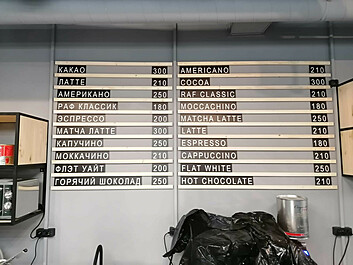 КАКАО 300
ЛАТТЕ 210
АМЕРИКАНО 250
РАФ КЛАССИК 180
ЭСПРЕССО 200
МАТЧА ЛАТТЕ 300
КАПУЧИНО 250
МОККАЧИНО 210
ФЛЭТ УАЙТ 200
ГОРЯЧИЙ ШОКОЛАД 250
AMERICANO 210
COCOA 300
RAF CLASSIC 210
MOCCACHINO 180
MATCHA LATTE 250
LATTE 210
ESPRESSO 180
CAPPUCINO 210
FLAT WHITE 250
HOT CHOCOLATE 210